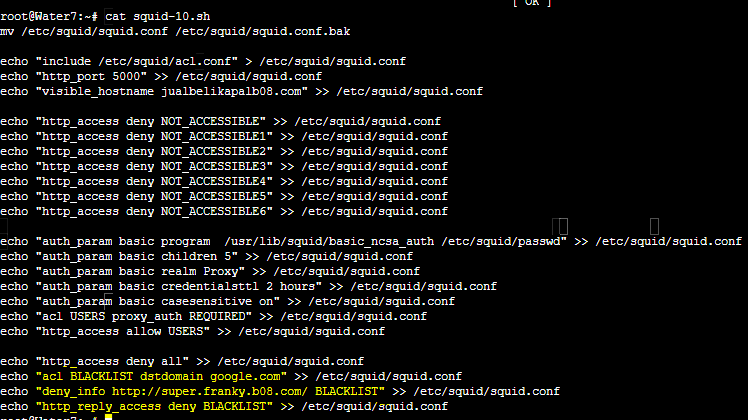 [ OK ]
root@Water7:~# cat squid-10.sh
mv /etc/squid/squid.conf /etc/squid/squid.conf.bak
echo "include /etc/squid/acl.conf" > /etc/squid/squid.conf
echo "http_port 5000" >> /etc/squid/squid.conf
echo "visible_hostname jualbelikapalb08.com" >> /etc/squid/squid.conf
echo "http_access deny NOT_ACCESSIBLE" >> /etc/squid/squid.conf
echo "http_access deny NOT_ACCESSIBLE1" >> /etc/squid/squid.conf
echo "http_access deny NOT_ACCESSIBLE2" >> /etc/squid/squid.conf
echo "http_access deny NOT_ACCESSIBLE3" >> /etc/squid/squid.conf
echo "http_access deny NOT_ACCESSIBLE4" >> /etc/squid/squid.conf
echo "http_access deny NOT_ACCESSIBLE5" >> /etc/squid/squid.conf
echo "http_access deny NOT_ACCESSIBLE6" >> /etc/squid/squid.conf
echo "auth_param basic program  /usr/lib/squid/basic_ncsa_auth /etc/squid/passwd" >> /etc/squid/squid.conf
echo "auth_param basic children 5" >> /etc/squid/squid.conf
echo "auth_param basic realm Proxy" >> /etc/squid/squid.conf
echo "auth_param basic credentialsttl 2 hours" >> /etc/squid/squid.conf
echo "auth_param basic casesensitive on" >> /etc/squid/squid.conf
echo "acl USERS proxy_auth REQUIRED" >> /etc/squid/squid.conf
echo "http_access allow USERS" >> /etc/squid/squid.conf
echo "http_access deny all" >> /etc/squid/squid.conf
echo "acl BLACKLIST dstdomain google.com" >> /etc/squid/squid.conf
echo "deny_info http://super.franky.b08.com/ BLACKLIST" >> /etc/squid/squid.conf
echo "http_reply_access deny BLACKLIST" >> /etc/squid/squid.conf
root@Water7:~#